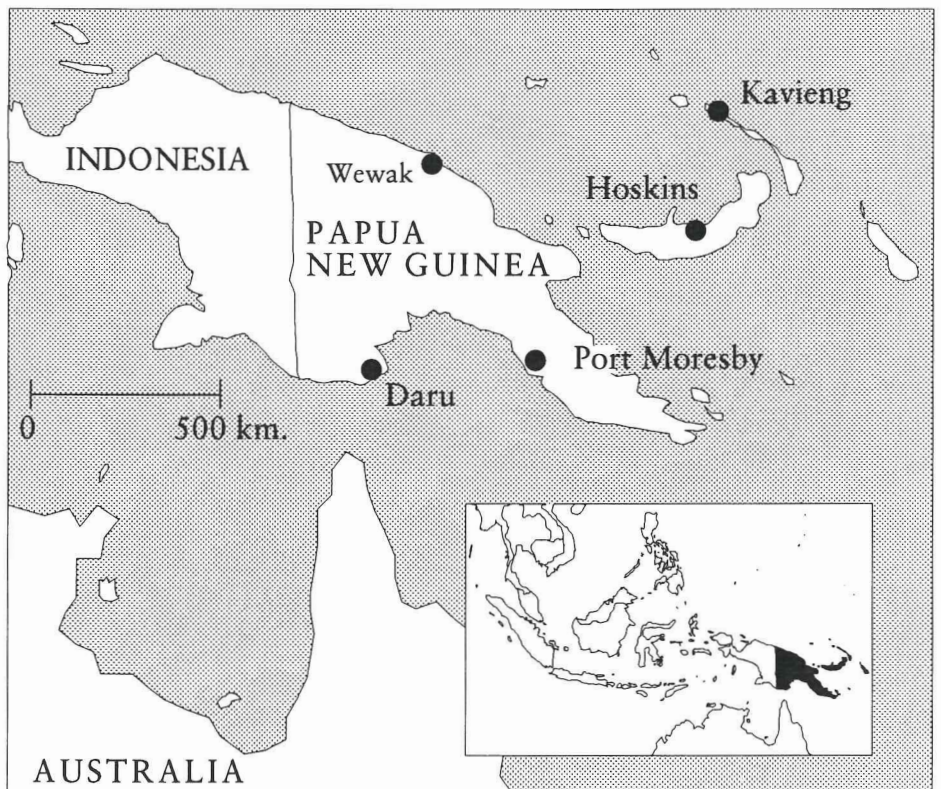 Kavieng
INDONESIA
Wewak
Hoskins
PAPUA
NEW GUINEA
Port Moresby
Daru
0
500 km.
AUSTRALIA